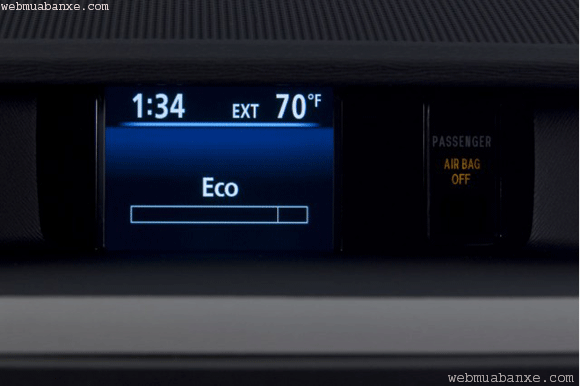 webmuabanxe.com
1:34 EXT 70°F
PASSENGER
AIR BAG
OFF
Eco
webmuabanxe.com